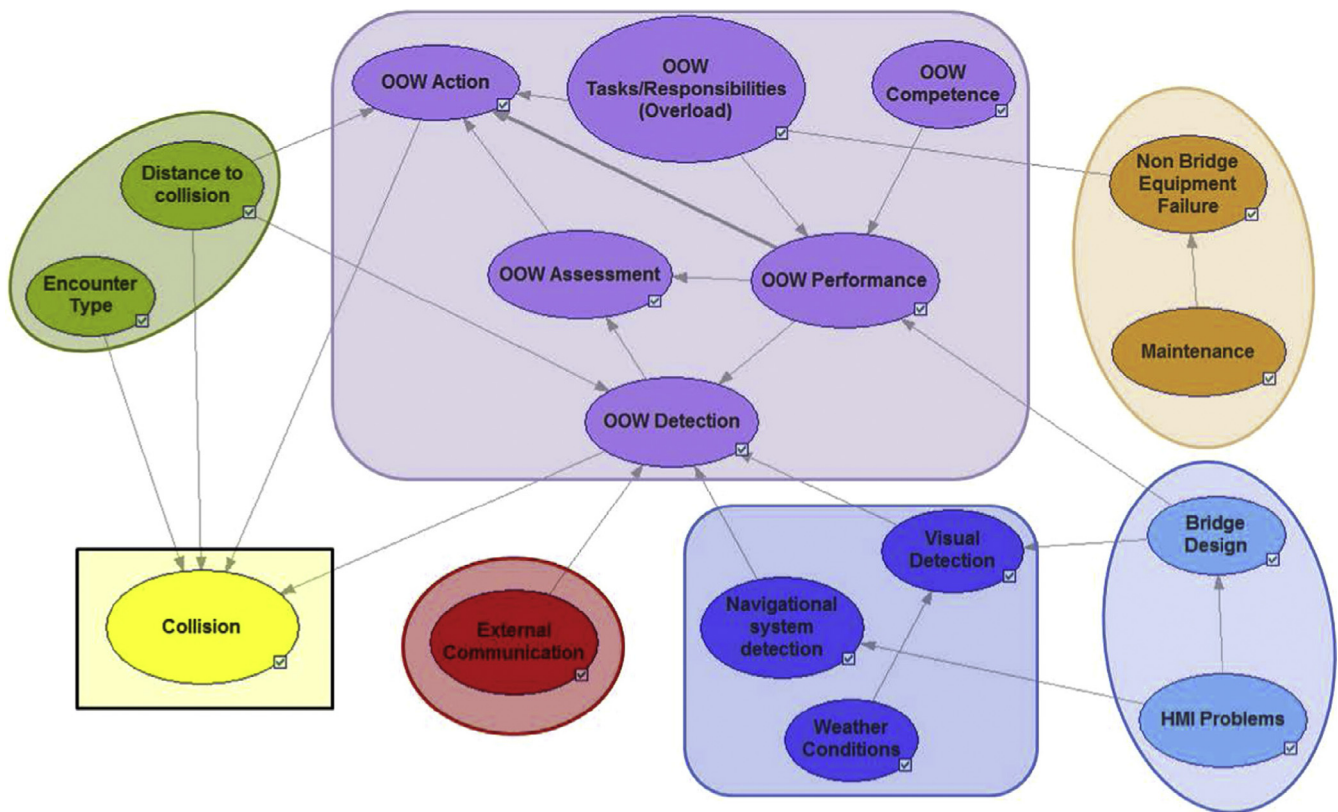 OOW Action
OOW
Tasks/Responsibilities
(Overload)
OOW
Competence
Distance to
collision
Non Bridge
Equipment
Failure
Encounter
Type
OOW Assessment
OOW Performance
Maintenance
OOW Detection
Visual
Detection
Bridge
Design
Collision
External
Communication
Navigational
system
detection
Weather
Conditions
HMI Problems